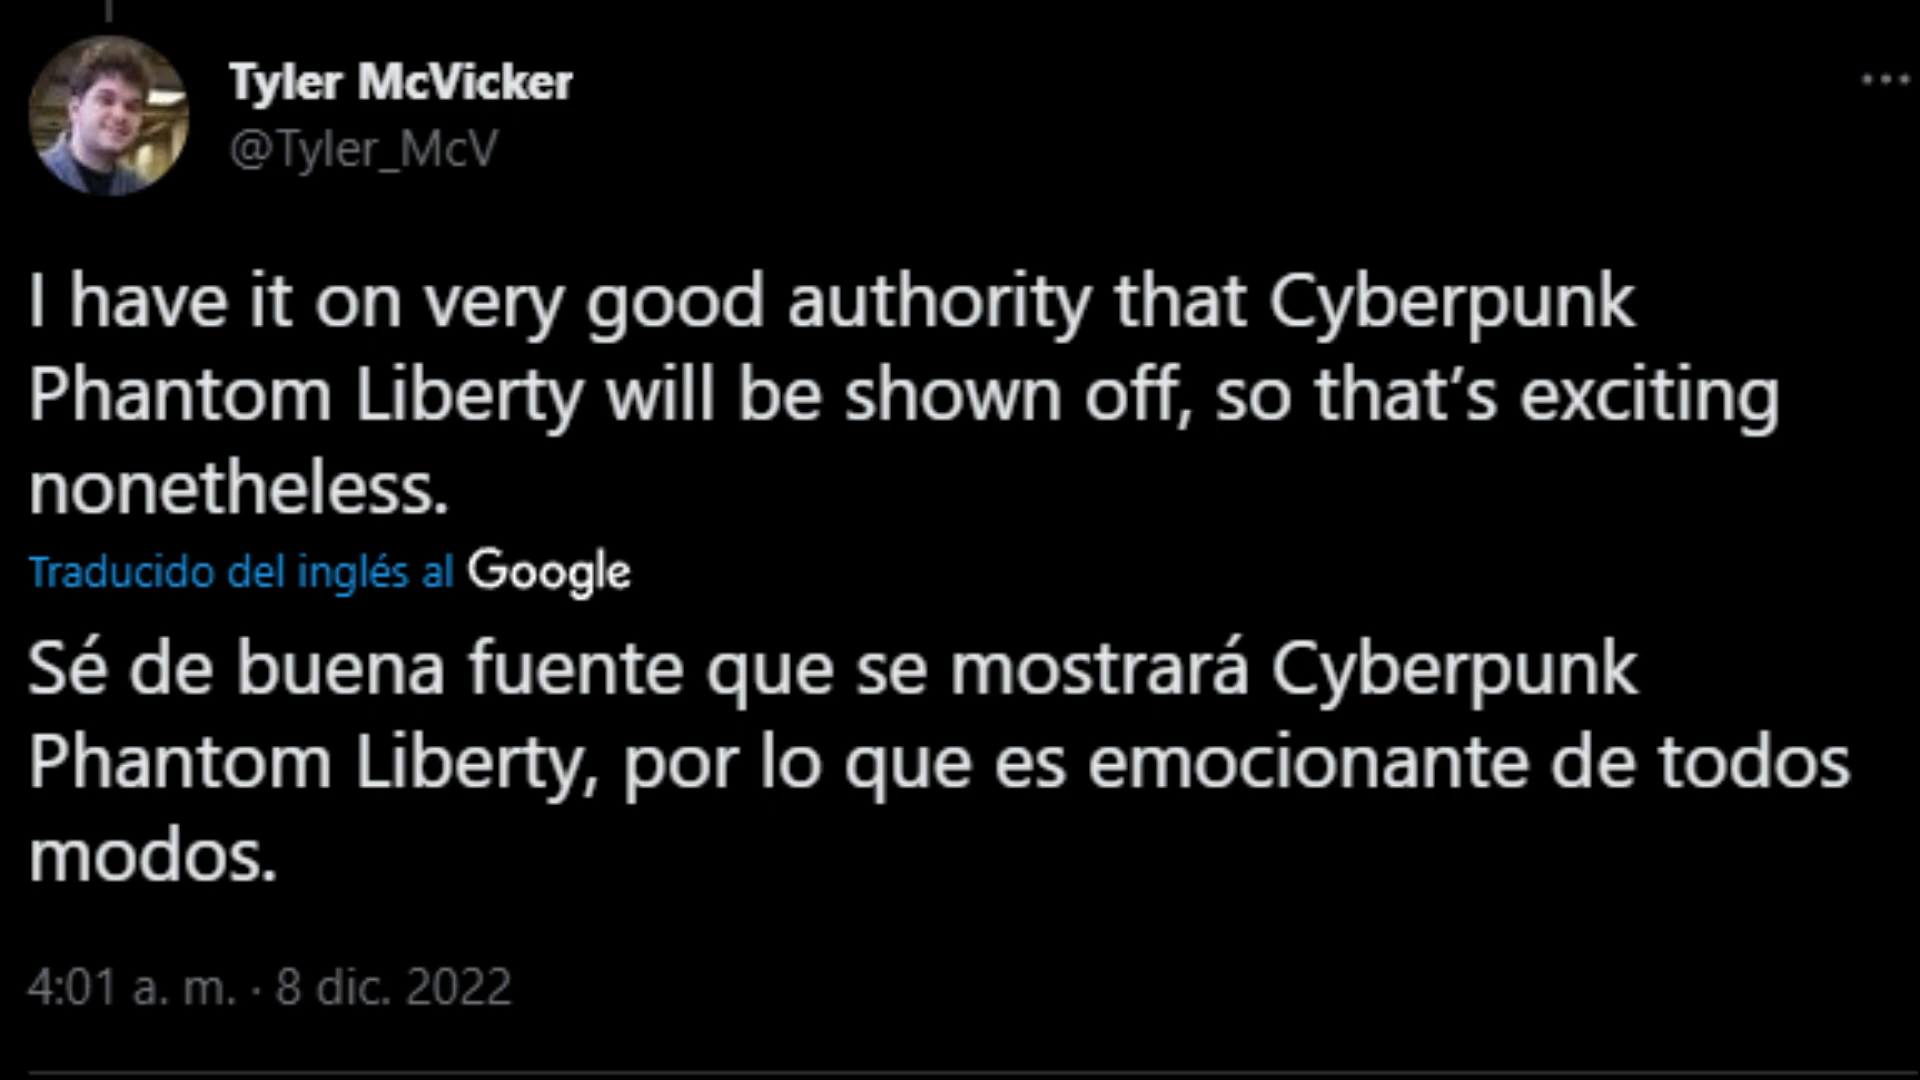 Tyler McVicker
@Tyler_McV
I have it on very good authority that Cyberpunk
Phantom Liberty will be shown off, so that’s exciting
nonetheless.
Traducido del inglés al Google
Sé de buena fuente que se mostrará Cyberpunk
Phantom Liberty, por lo que es emocionante de todos
modos.
4:01 a. m. · 8 dic. 2022